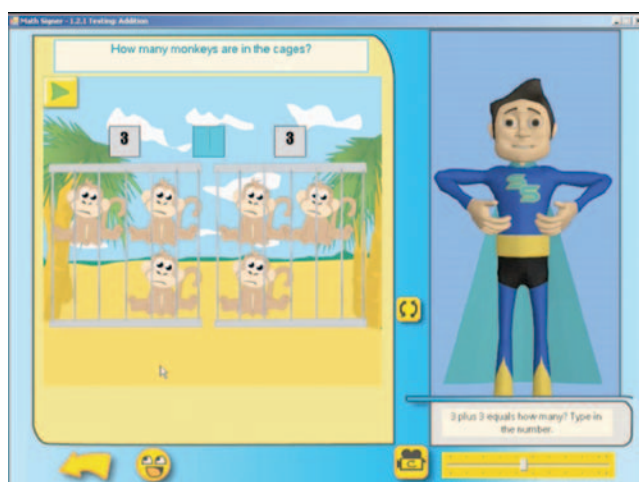 Math Signer - 1.2.1 Testing: Addition
How many monkeys are in the cages?
3
3
3 plus 3 equals how many? Type in
the number.
C